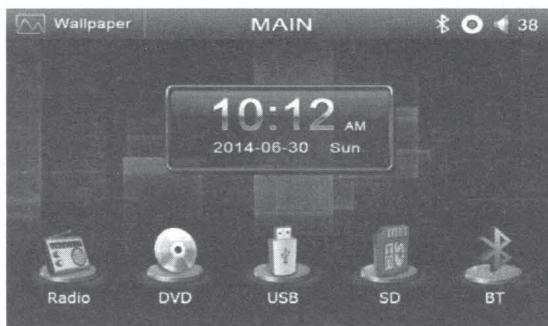 Wallpaper MAIN 38
10:12 AM
2014-06-30 Sun
Radio DVD USB SD BT